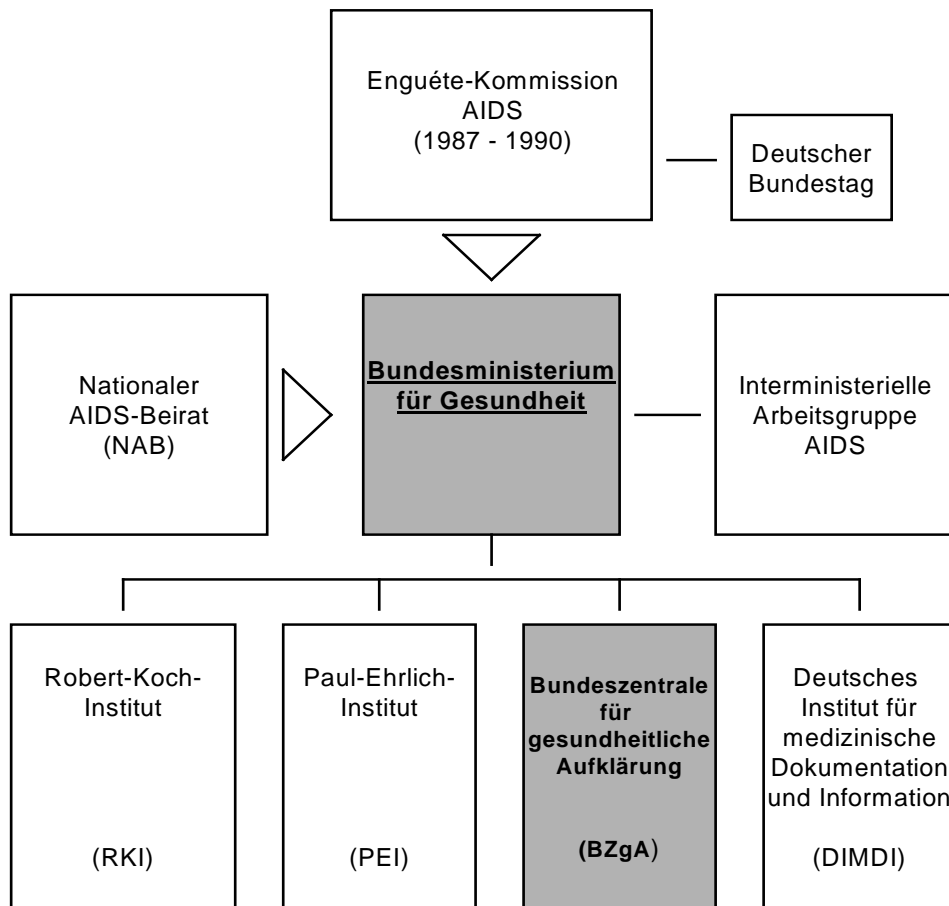 Enguéte-Kommission
AIDS
(1987 - 1990)
Deutscher
Bundestag
Nationaler
AIDS-Beirat
(NAB)
Bundesministerium
für Gesundheit
Interministerielle
Arbeitsgruppe
AIDS
Robert-Koch-
Institut
(RKI)
Paul-Ehrlich-
Institut
(PEI)
Bundeszentrale
für
gesundheitliche
Aufklärung
(BZgA)
Deutsches
Institut für
medizinische
Dokumentation
und Information
(DIMDI)